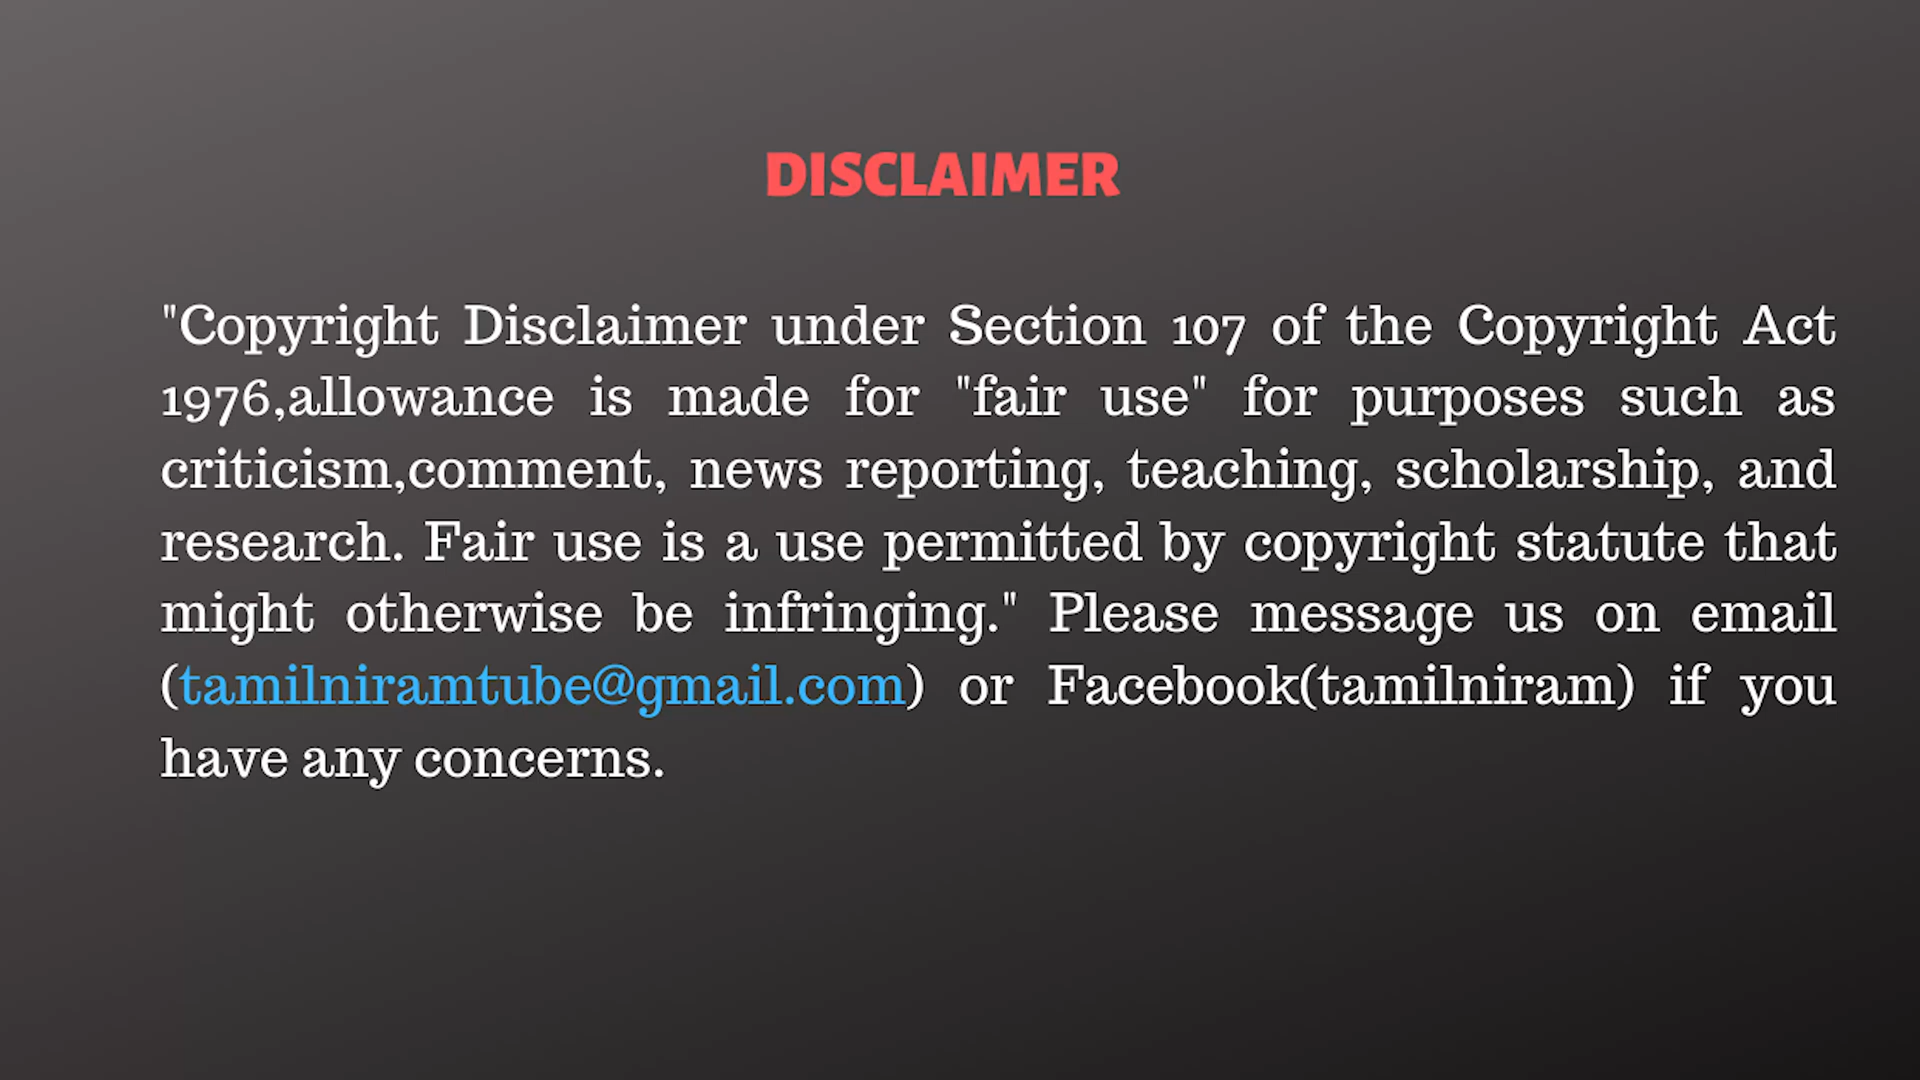 DISCLAIMER
"Copyright Disclaimer under Section 107 of the Copyright Act
1976,allowance is made for "fair use" for purposes such as
criticism,comment, news reporting, teaching, scholarship, and
research. Fair use is a use permitted by copyright statute that
might otherwise be infringing." Please message us on email
(tamilniramtube@gmail.com) or Facebook(tamilniram) if you
have any concerns.